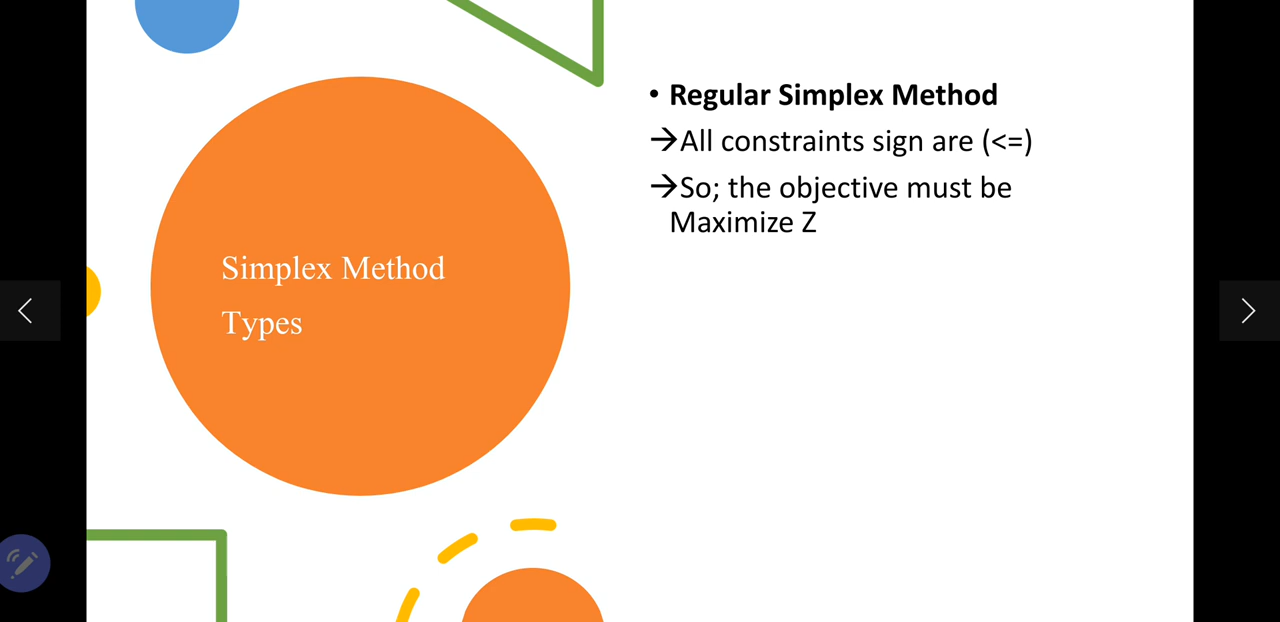 Simplex Method
Types
• Regular Simplex Method
→All constraints sign are (<=)
→So; the objective must be
Maximize Z